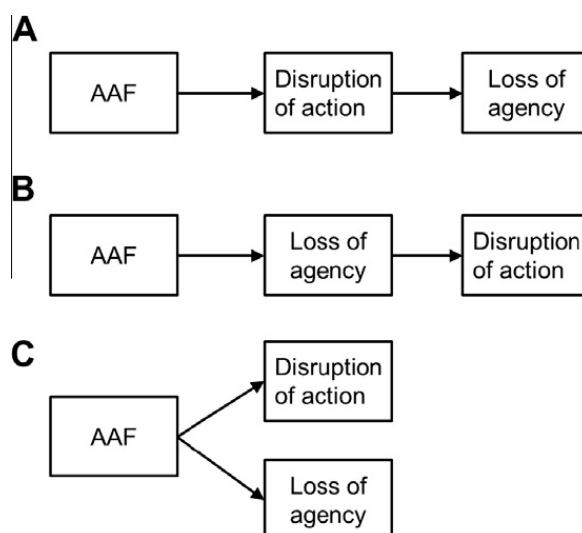 A
AAF
Disruption
of action
Loss of
agency
B
AAF
Loss of
agency
Disruption
of action
C
AAF
Disruption
of action
Loss of
agency